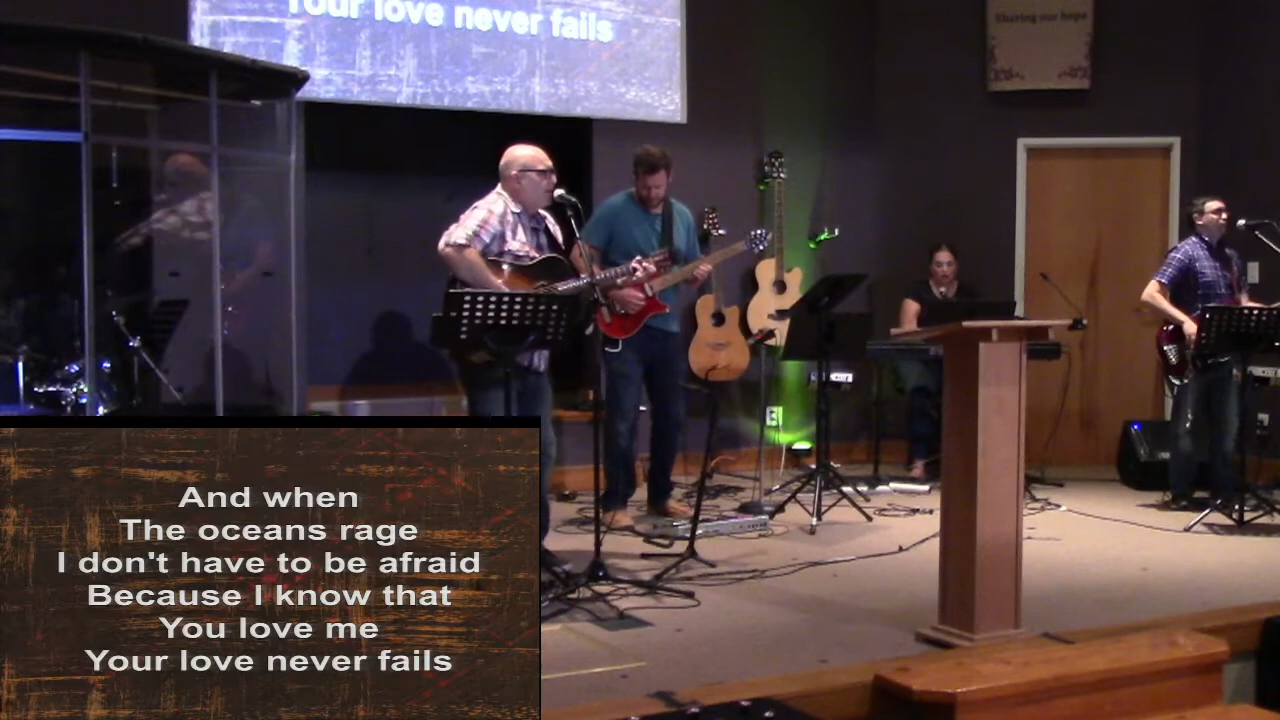 Your love never fails
Sharing our hope
And when
The oceans rage
I don't have to be afraid
Because I know that
You love me
Your love never fails